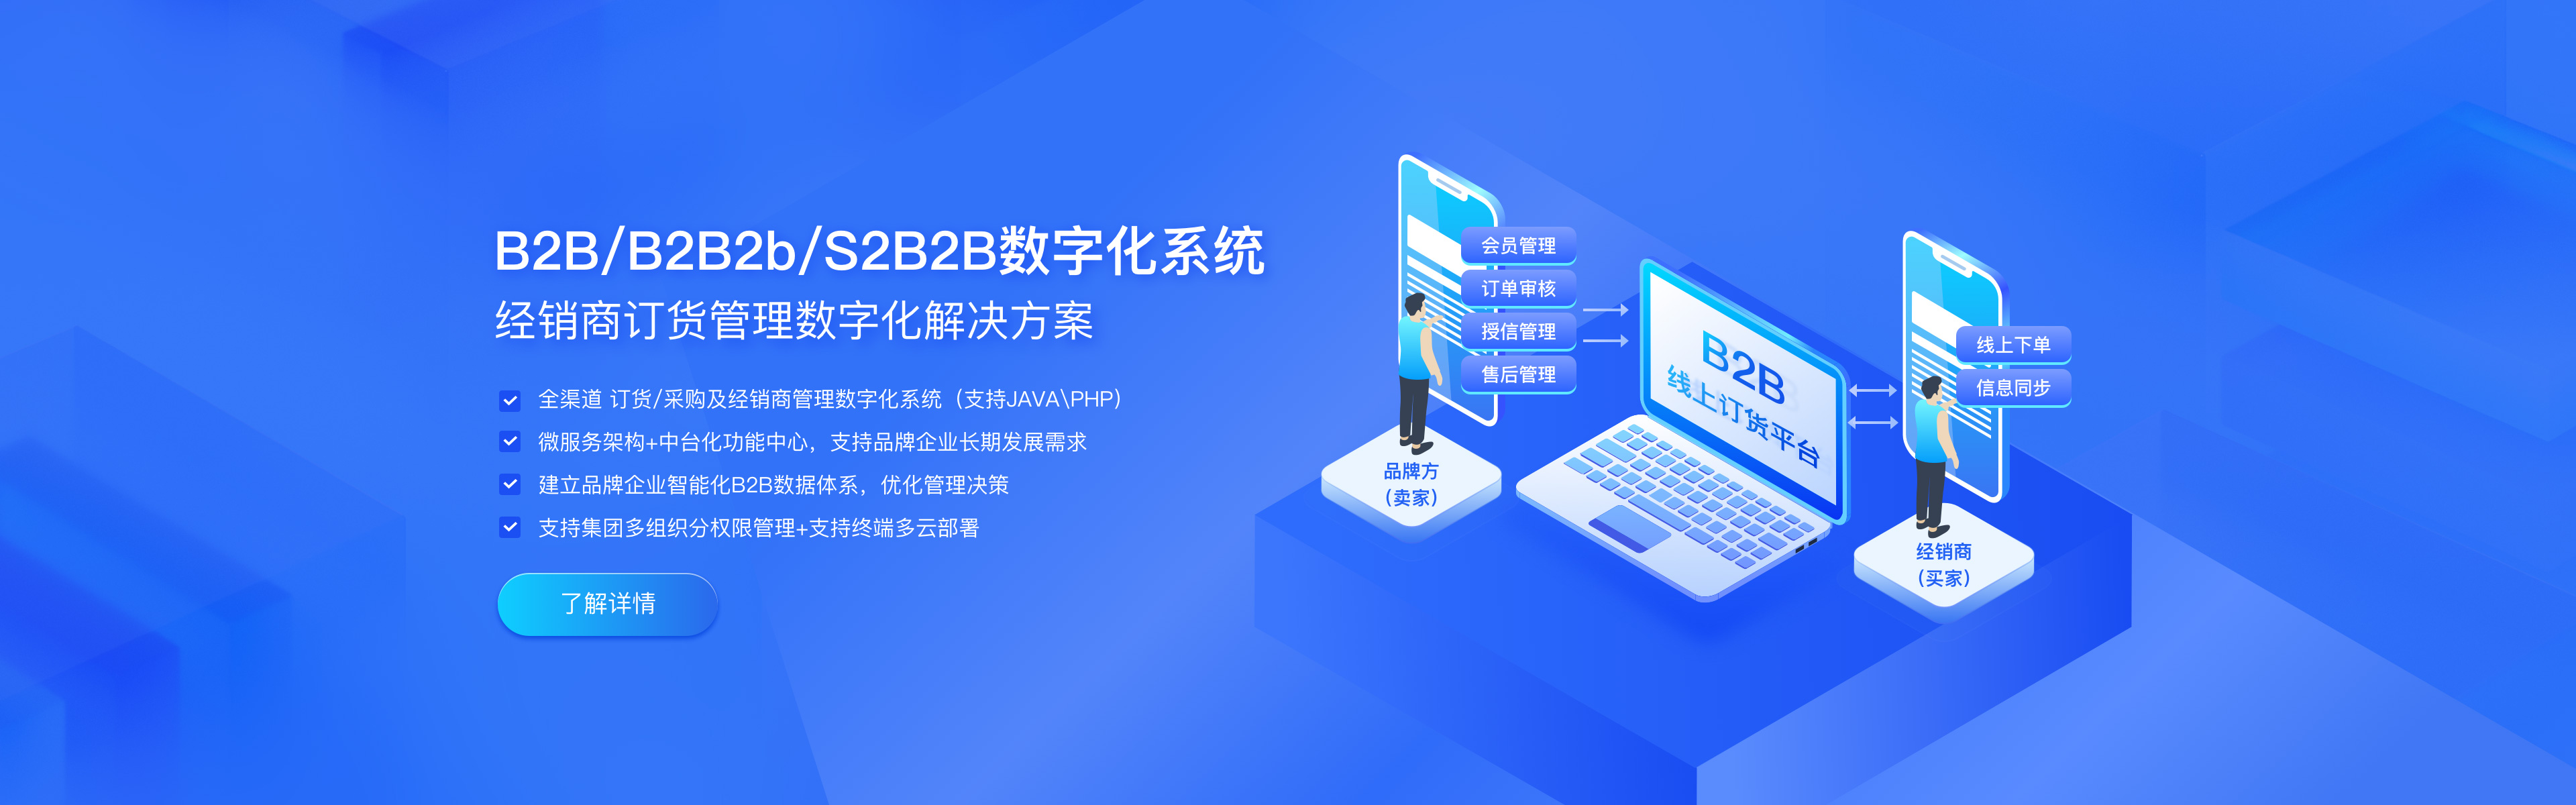 B2B/B2B2b/S2B2B数字化系统
经销商订货管理数字化解决方案
全渠道 订货/采购及经销商管理数字化系统（支持JAVA\PHP）
微服务架构+中台化功能中心，支持品牌企业长期发展需求
建立品牌企业智能化B2B数据体系，优化管理决策
支持集团多组织分权限管理+支持终端多云部署
了解详情
会员管理
订单审核
授信管理
售后管理
品牌方
（卖家）
B2B
线上订货平台
线上下单
信息同步
经销商
（买家）